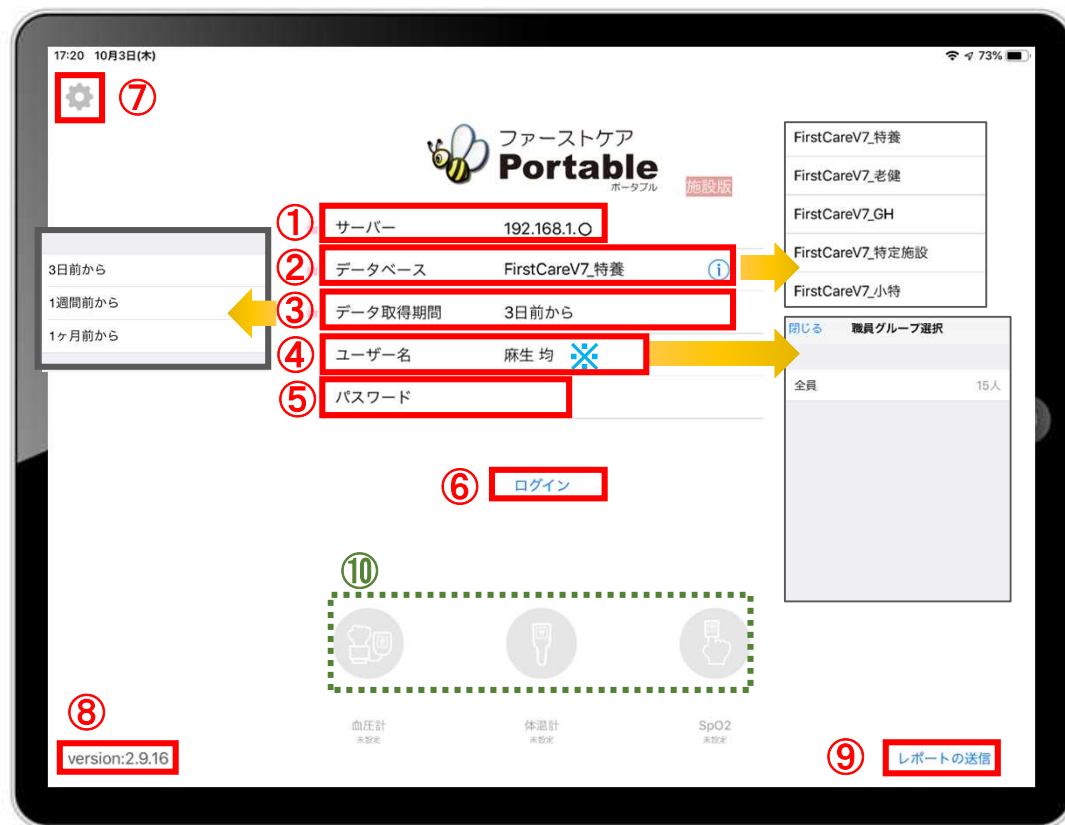 17:20 10月3日(木)
73%
⑦
ファーストケア
Portable
ポータブル
施設版
① サーバー 192.168.1.〇
② データベース FirstCareV7_特養
③ データ取得期間 3日前から
④ ユーザー名 麻生 均 ※
⑤ パスワード
⑥ ログイン
3日前から
1週間前から
1ヶ月前から
FirstCareV7_特養
FirstCareV7_老健
FirstCareV7_GH
FirstCareV7_特定施設
FirstCareV7_小特
閉じる 職員グループ選択
全員 15人
⑩
血圧計 体温計 SpO2
未設定 未設定 未設定
⑧
version:2.9.16
⑨ レポートの送信